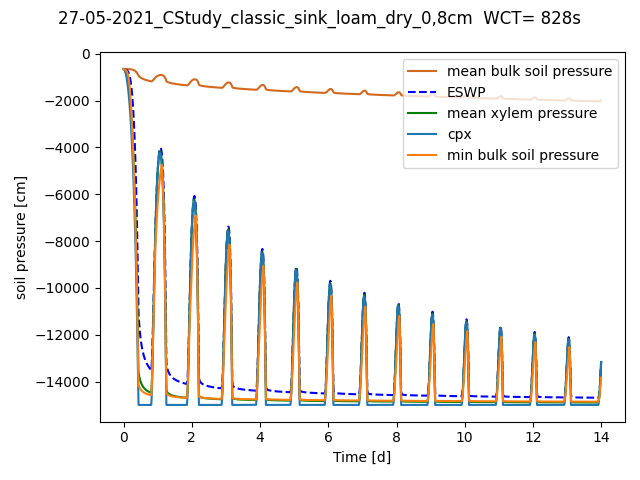 27-05-2021_CStudy_classic_sink_loam_dry_0,8cm  WCT= 828s
mean bulk soil pressure
ESWP
mean xylem pressure
cpx
min bulk soil pressure
soil pressure [cm]
0
−2000
−4000
−6000
−8000
−10000
−12000
−14000
0 2 4 6 8 10 12 14
Time [d]